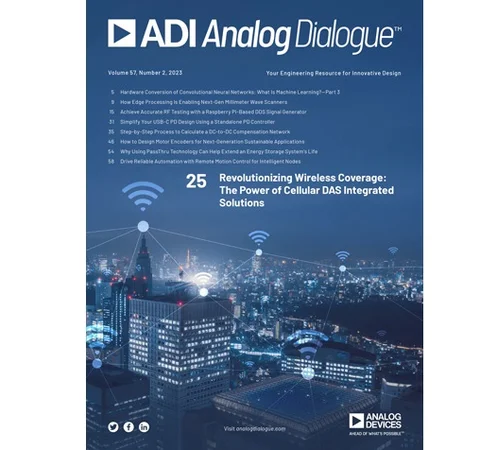 ADI Analog Dialogue™
Volume 57, Number 2, 2023
Your Engineering Resource for Innovative Design
5 Hardware Conversion of Convolutional Neural Networks: What Is Machine Learning?—Part 3
9 How Edge Processing Is Enabling Next-Gen Millimeter Wave Scanners
15 Achieve Accurate RF Testing with a Raspberry Pi-Based DDS Signal Generator
31 Simplify Your USB-C PD Design Using a Standalone PD Controller
35 Step-by-Step Process to Calculate a DC-to-DC Compensation Network
46 How to Design Motor Encoders for Next-Generation Sustainable Applications
54 Why Using PassThru Technology Can Help Extend an Energy Storage System's Life
58 Drive Reliable Automation with Remote Motion Control for Intelligent Nodes
25 Revolutionizing Wireless Coverage:
The Power of Cellular DAS Integrated
Solutions
Visit analogdialogue.com
ANALOG
DEVICES
AHEAD OF WHAT'S POSSIBLE™